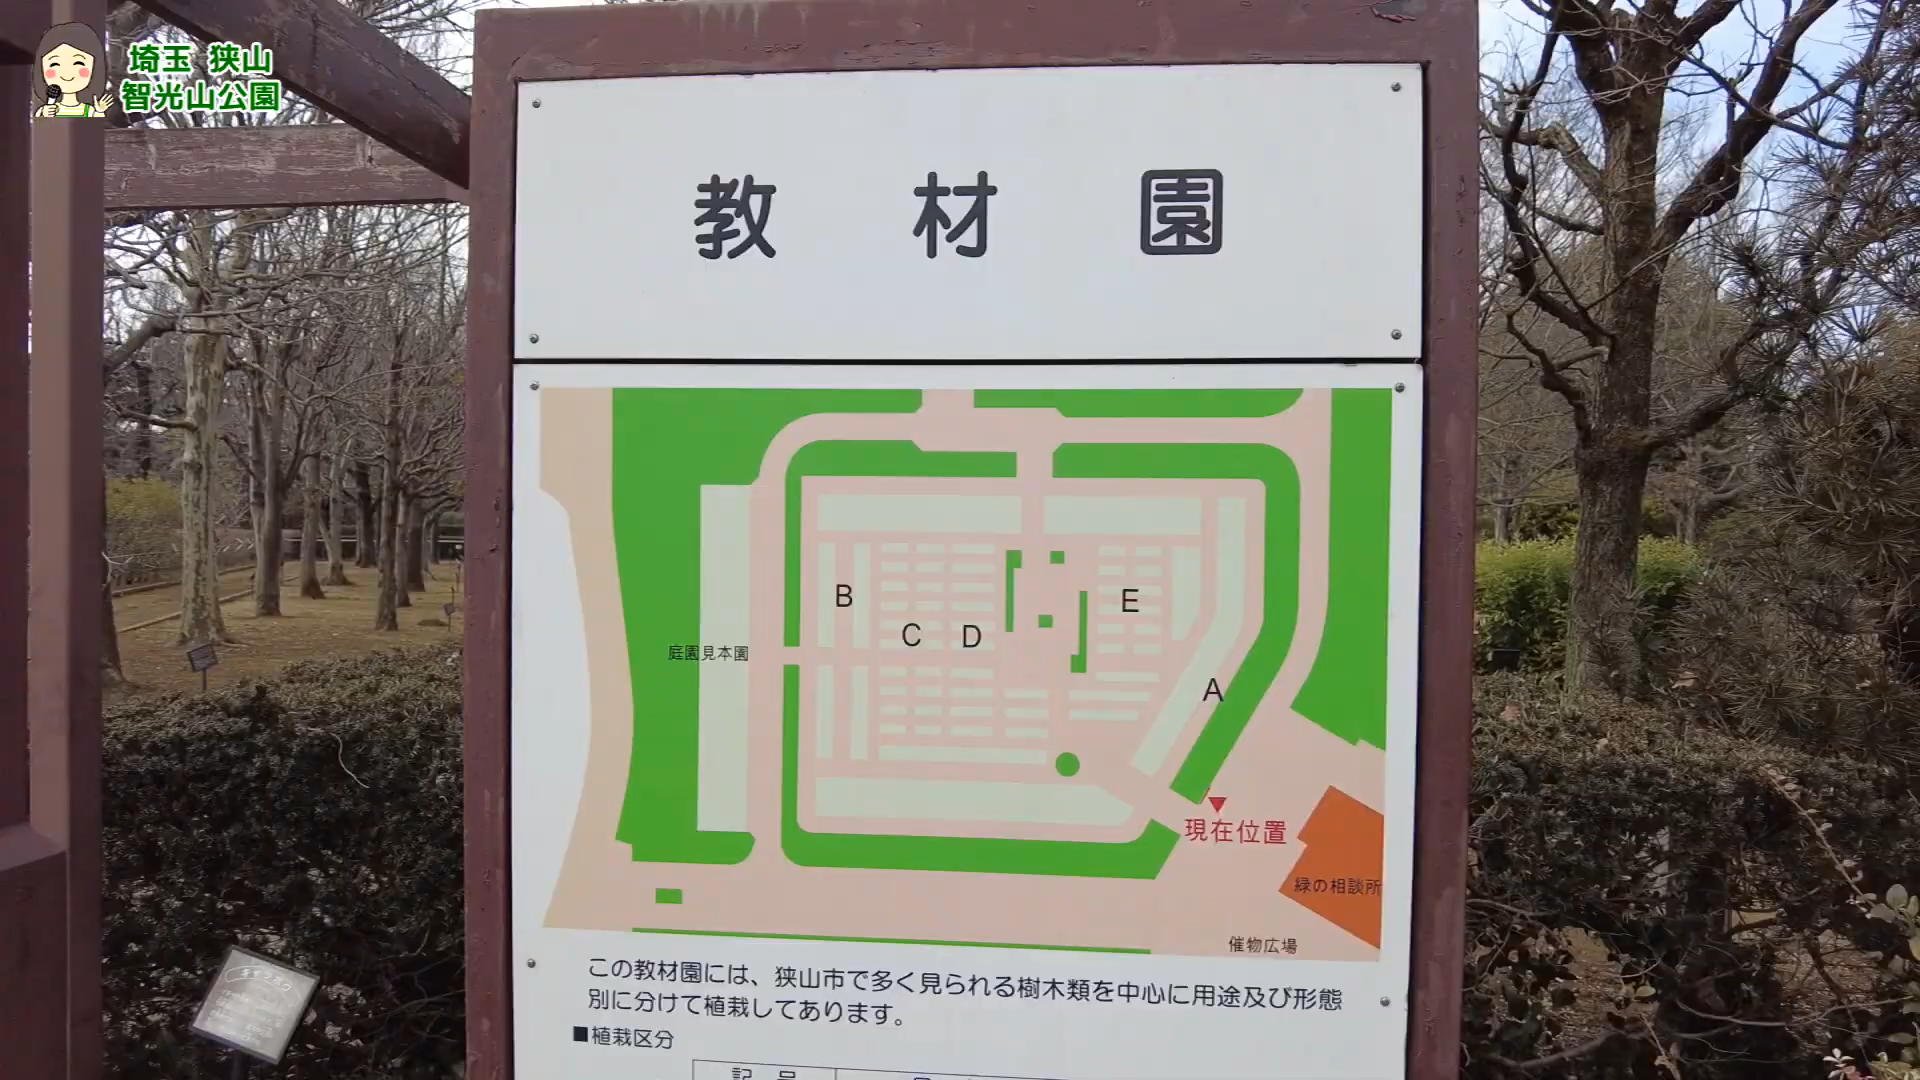 埼玉 狭山
智光山公園
教材園
B
E
C
D
庭園見本園
A
現在位置
緑の相談所
催物広場
この教材園には、狭山市で多く見られる樹木類を中心に用途及び形態
別に分けて植栽してあります。
■植栽区分
記 号